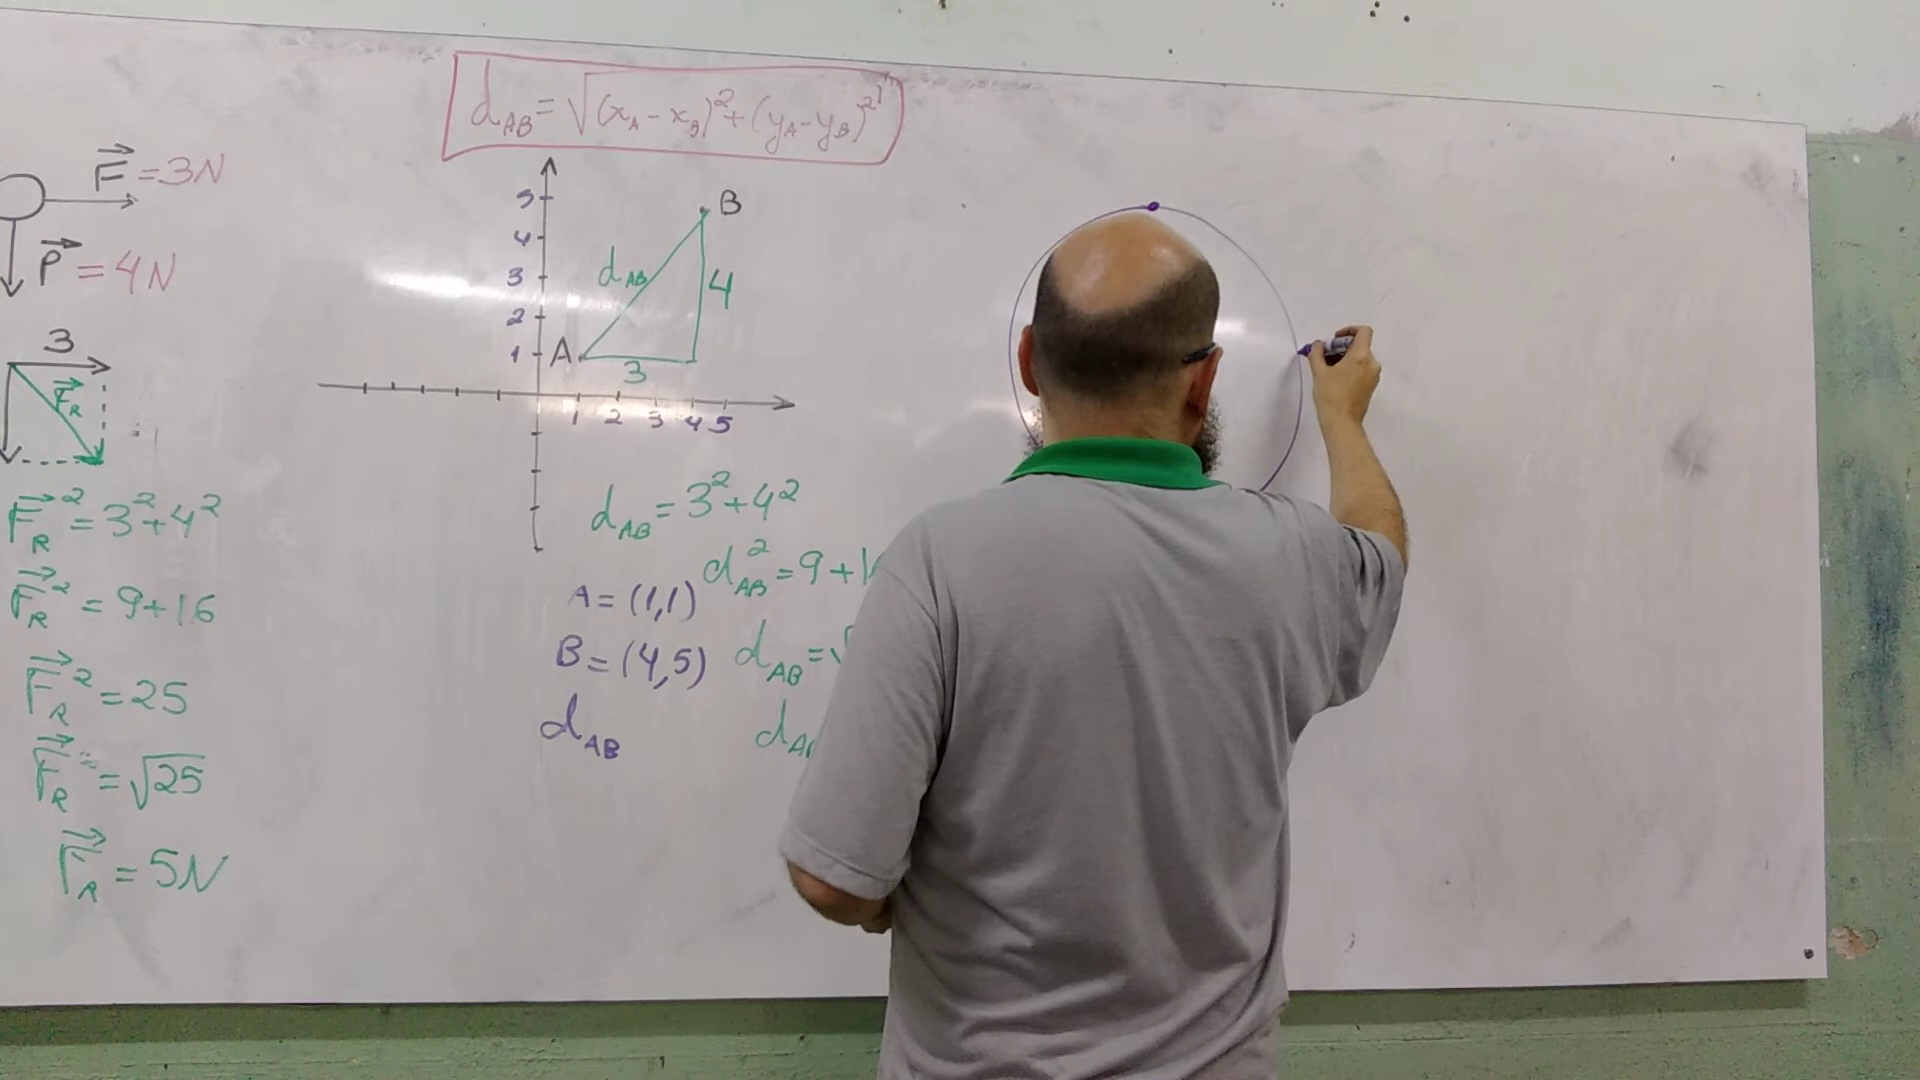 d_AB = √(x_A - x_B)² + (y_A - y_B)²
F = 3N
P = 4N
3
F_R
F_R² = 3² + 4²
F_R² = 9 + 16
F_R² = 25
F_R = √25
F_R = 5N
5
4
3
2
1
A
B
d_AB
4
3
1 2 3 4 5
d_AB = 3² + 4²
d_AB² = 9 + 1
A = (1,1)
B = (4,5)
d_AB = √
d_AB